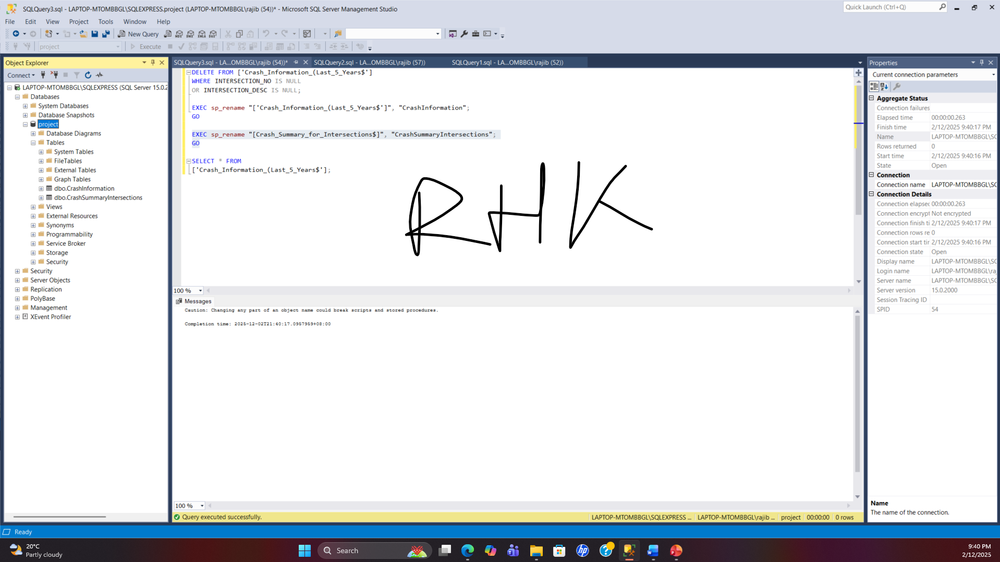 SQLQuery3.sql - LAPTOP-MTOMBBGL\SQLEXPRESS.project (LAPTOP-MTOMBBGL\rajib (54))* - Microsoft SQL Server Management Studio
Quick Launch (Ctrl+Q)
File Edit View Project Tools Window Help
New Query
MDX DMX XMLA DAX
project Execute
Object Explorer
Connect
LAPTOP-MTOMBBGL\SQLEXPRESS (SQL Server 15.0.2
Databases
System Databases
Database Snapshots
project
Database Diagrams
Tables
System Tables
FileTables
External Tables
Graph Tables
dbo.CrashInformation
dbo.CrashSummaryIntersections
Views
External Resources
Synonyms
Programmability
Service Broker
Storage
Security
Security
Server Objects
Replication
PolyBase
Management
XEvent Profiler
SQLQuery3.sql - LA...OMBBGL\rajib (54))* SQLQuery2.sql - LA...OMBBGL\rajib (57)) SQLQuery1.sql - LA...OMBBGL\rajib (52))
DELETE FROM ['Crash_Information_(Last_5_Years$']
WHERE INTERSECTION_NO IS NULL
OR INTERSECTION_DESC IS NULL;
EXEC sp_rename "['Crash_Information_(Last_5_Years$']", "CrashInformation";
GO
EXEC sp_rename "[Crash_Summary_for_Intersections$]", "CrashSummaryIntersections";
GO
SELECT * FROM
['Crash_Information_(Last_5_Years$'];
RHK
100 %
Messages
Caution: Changing any part of an object name could break scripts and stored procedures.
Completion time: 2025-12-02T21:40:17.0957959+08:00
100 %
Query executed successfully. LAPTOP-MTOMBBGL\SQLEXPRESS ... LAPTOP-MTOMBBGL\rajib ... project 00:00:00 0 rows
Properties
Current connection parameters
Aggregate Status
Connection failures
Elapsed time 00:00:00.263
Finish time 2/12/2025 9:40:17 PM
Name LAPTOP-MTOMBBGL\SC
Rows returned 0
Start time 2/12/2025 9:40:16 PM
State Open
Connection
Connection name LAPTOP-MTOMBBGL\SC
Connection Details
Connection elapsec 00:00:00.263
Connection encrypt Not encrypted
Connection finish ti 2/12/2025 9:40:17 PM
Connection rows re 0
Connection start tir 2/12/2025 9:40:16 PM
Connection state Open
Display name LAPTOP-MTOMBBGL\SC
Login name LAPTOP-MTOMBBGL\ra
Server name LAPTOP-MTOMBBGL\SC
Server version 15.0.2000
Session Tracing ID
SPID 54
Name
The name of the connection.
Ready
20°C
Partly cloudy
Search
9:40 PM
2/12/2025